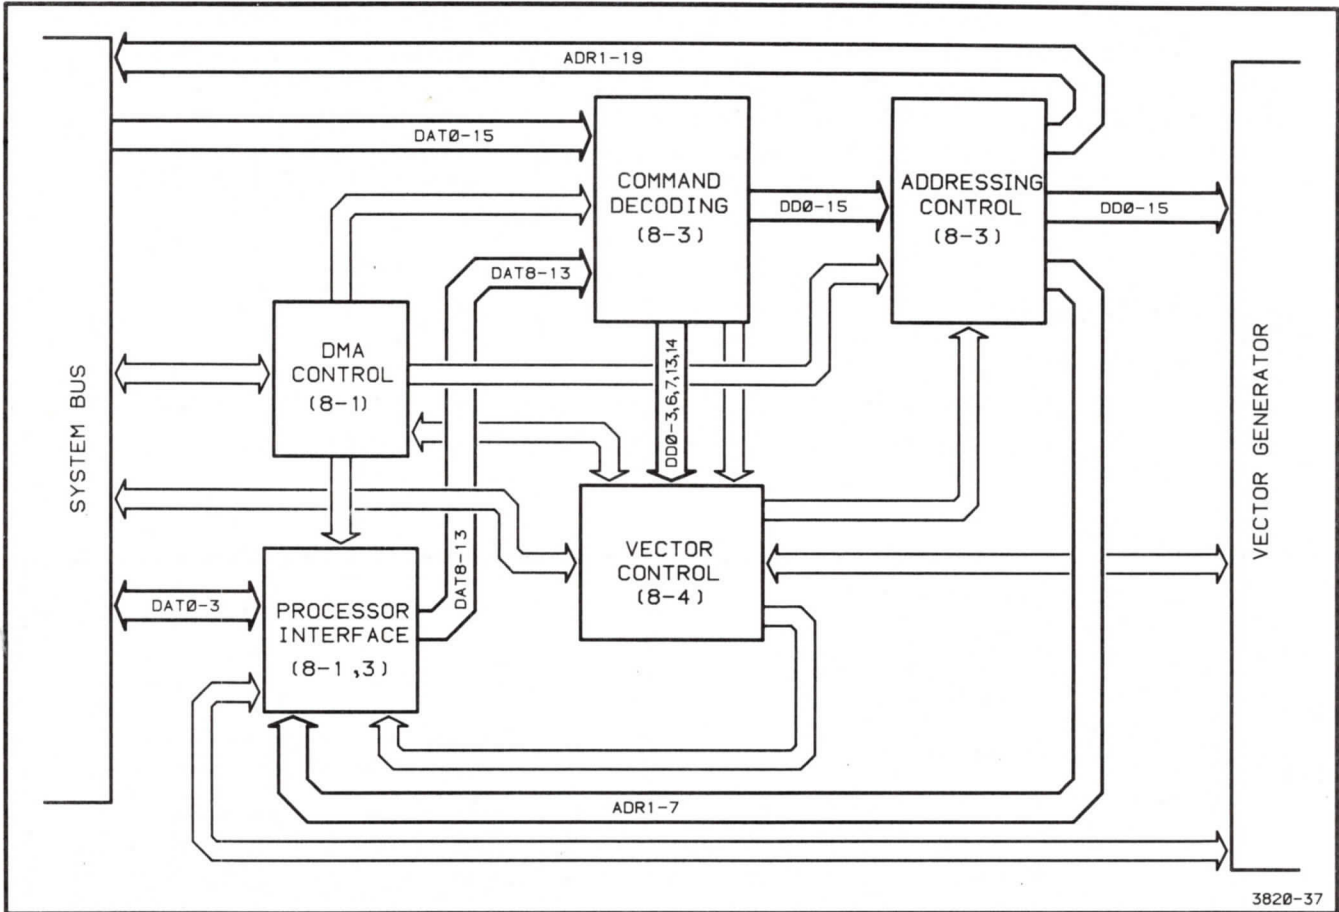 ADR1-19
DAT0-15
COMMAND
DECODING
(8-3)
DD0-15
ADDRESSING
CONTROL
(8-3)
DD0-15
DAT8-13
DMA
CONTROL
(8-1)
DD0-3,6,7,13,14
SYSTEM BUS
VECTOR GENERATOR
DAT8-13
VECTOR
CONTROL
(8-4)
DAT0-3
PROCESSOR
INTERFACE
(8-1,3)
ADR1-7
3820-37